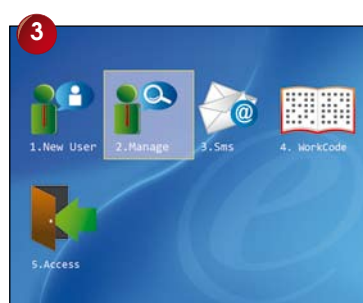 3
1.New User
2.Manage
3.Sms
4. WorkCode
5.Access